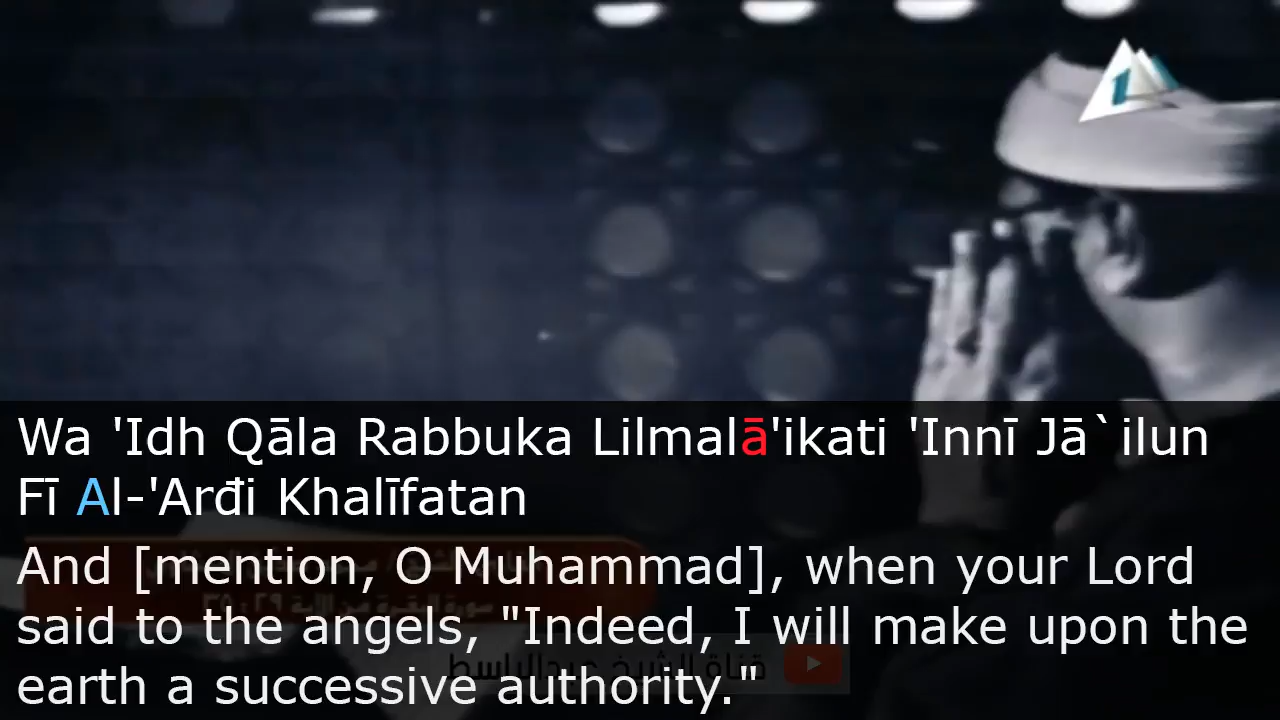 Wa 'Idh Qāla Rabbuka Lilmalā'ikati 'Innī Jā`ilun
Fī Al-'Arđi Khalīfatan
And [mention, O Muhammad], when your Lord
said to the angels, "Indeed, I will make upon the
earth a successive authority."